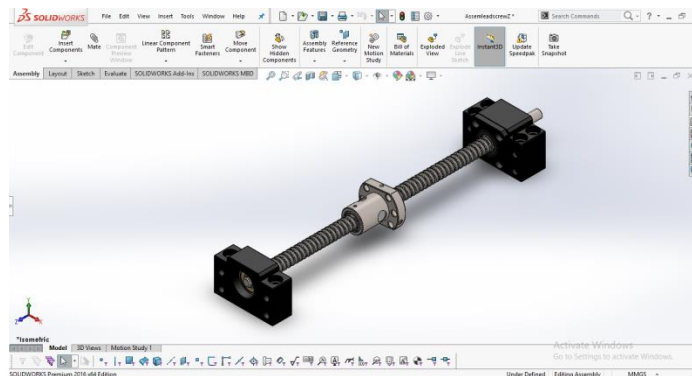 SOLIDWORKS File Edit View Insert Tools Window Help Assemleadscrew2 * Search Commands
Edit Component Insert Components Mate Component Preview Window Linear Component Pattern Smart Fasteners Move Component Show Hidden Components Assembly Features Reference Geometry New Motion Study Bill of Materials Exploded View Explode Line Sketch Instant3D Update Speedpak Take Snapshot
Assembly Layout Sketch Evaluate SOLIDWORKS Add-Ins SOLIDWORKS MBD
*Isometric
Model 3D Views Motion Study 1
Activate Windows
Go to Settings to activate Windows.
SOLIDWORKS Premium 2016 x64 Edition Under Defined Editing Assembly MMGS